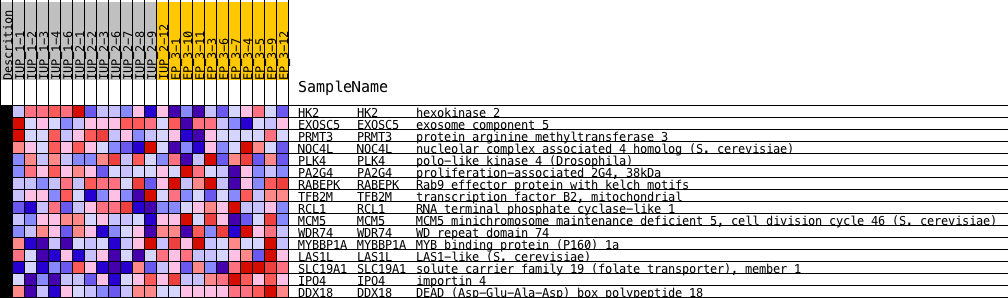 Descrition
IUP_1-1
IUP_1-2
IUP_1-3
IUP_1-4
IUP_1-6
IUP_2-1
IUP_2-2
IUP_2-3
IUP_2-6
IUP_2-7
IUP_2-8
IUP_2-9
IUP_2-12
EP_3-1
EP_3-10
EP_3-11
EP_3-3
EP_3-6
EP_3-7
EP_3-4
EP_3-5
EP_3-9
EP_3-12
SampleName
HK2 HK2 hexokinase 2
EXOSC5 EXOSC5 exosome component 5
PRMT3 PRMT3 protein arginine methyltransferase 3
NOC4L NOC4L nucleolar complex associated 4 homolog (S. cerevisiae)
PLK4 PLK4 polo-like kinase 4 (Drosophila)
PA2G4 PA2G4 proliferation-associated 2G4, 38kDa
RABEPK RABEPK Rab9 effector protein with kelch motifs
TFB2M TFB2M transcription factor B2, mitochondrial
RCL1 RCL1 RNA terminal phosphate cyclase-like 1
MCM5 MCM5 MCM5 minichromosome maintenance deficient 5, cell division cycle 46 (S. cerevisiae)
WDR74 WDR74 WD repeat domain 74
MYBBP1A MYBBP1A MYB binding protein (P160) 1a
LAS1L LAS1L LAS1-like (S. cerevisiae)
SLC19A1 SLC19A1 solute carrier family 19 (folate transporter), member 1
IPO4 IPO4 importin 4
DDX18 DDX18 DEAD (Asp-Glu-Ala-Asp) box polypeptide 18